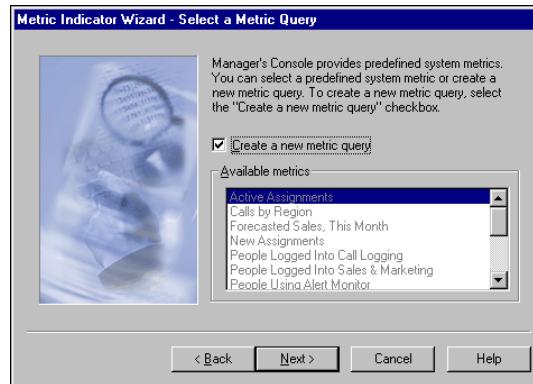 Metric Indicator Wizard - Select a Metric Query
Manager's Console provides predefined system metrics.
You can select a predefined system metric or create a
new metric query. To create a new metric query, select
the "Create a new metric query" checkbox.
Create a new metric query
Available metrics
Active Assignments
Calls by Region
Forecasted Sales, This Month
New Assignments
People Logged Into Call Logging
People Logged Into Sales & Marketing
People Using Alert Monitor
< Back Next > Cancel Help